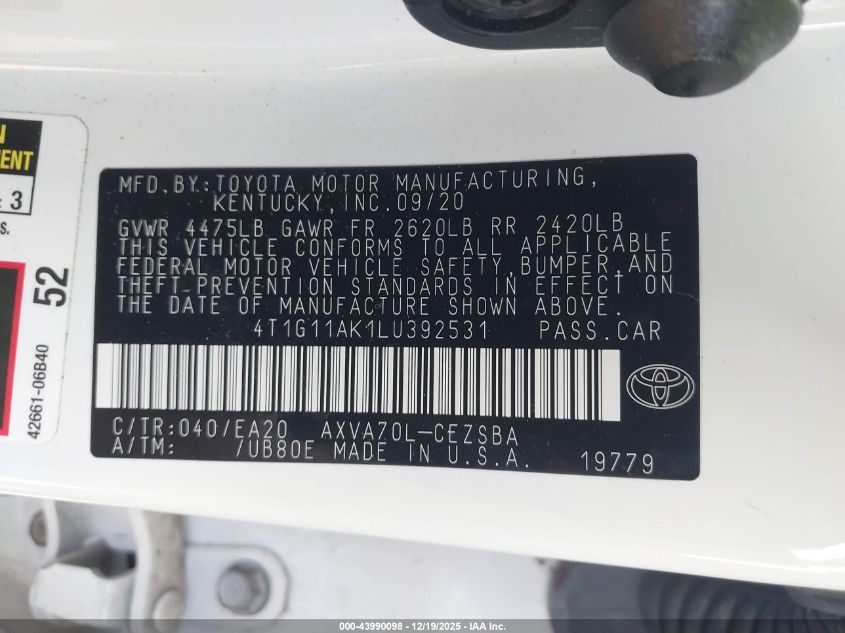 N
MENT
: 3
s.
52
42661-06B40
MFD. BY: TOYOTA MOTOR MANUFACTURING,
KENTUCKY, INC. 09/20
GVWR 4475LB GAWR FR 2620LB RR 2420LB
THIS VEHICLE CONFORMS TO ALL APPLICABLE
FEDERAL MOTOR VEHICLE SAFETY, BUMPER, AND
THEFT-PREVENTION STANDARDS IN EFFECT ON
THE DATE OF MANUFACTURE SHOWN ABOVE.
4T1G11AK1LU392531 PASS. CAR
C/TR: 040/EA20 AXVA70L-CEZSBA
A/TM: /UB80E MADE IN U.S.A. 19779
000-43990098 - 12/19/2025 - IAA Inc.